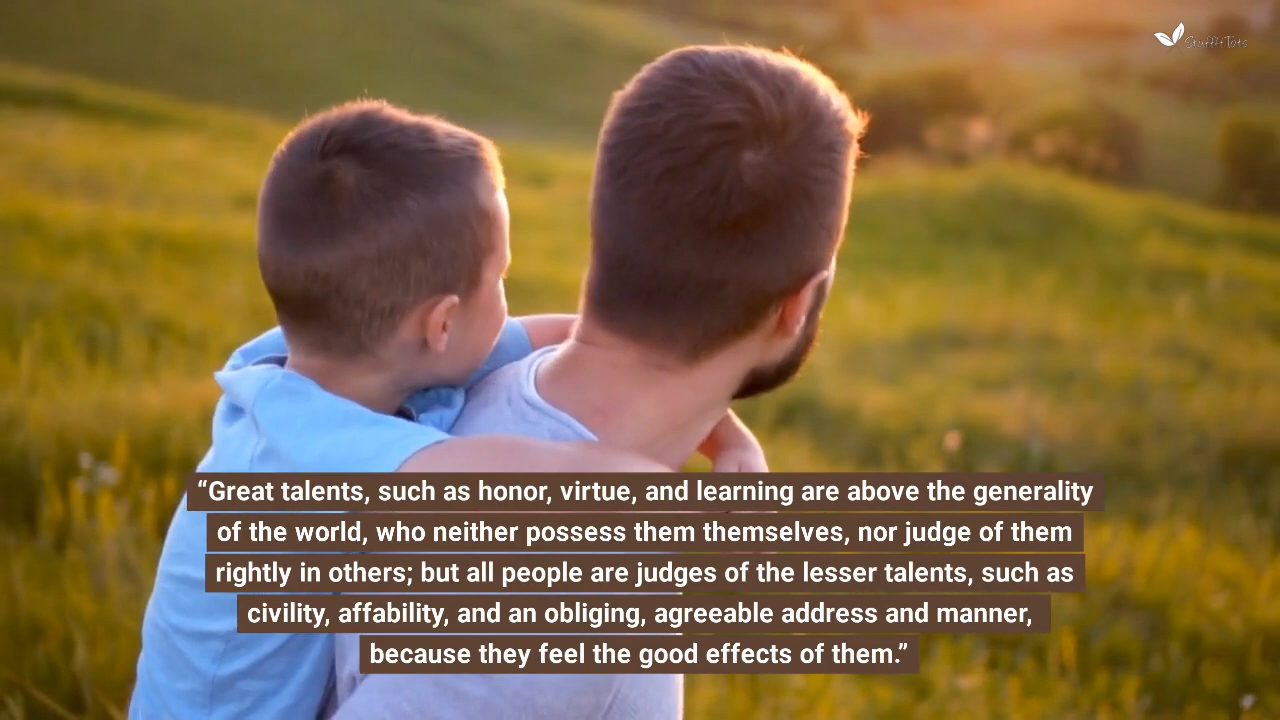 “Great talents, such as honor, virtue, and learning are above the generality
of the world, who neither possess them themselves, nor judge of them
rightly in others; but all people are judges of the lesser talents, such as
civility, affability, and an obliging, agreeable address and manner,
because they feel the good effects of them.”